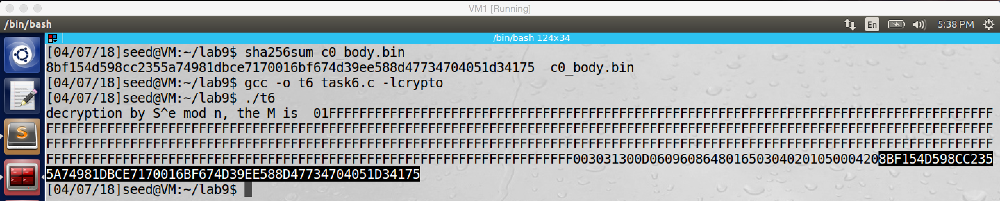 VM1 [Running]
/bin/bash En 5:38 PM
/bin/bash 124x34
[04/07/18]seed@VM:~/lab9$ sha256sum c0_body.bin
8bf154d598cc2355a74981dbce7170016bf674d39ee588d47734704051d34175  c0_body.bin
[04/07/18]seed@VM:~/lab9$ gcc -o t6 task6.c -lcrypto
[04/07/18]seed@VM:~/lab9$ ./t6
decryption by S^e mod n, the M is  01FFFFFFFFFFFFFFFFFFFFFFFFFFFFFFFFFFFFFFFFFFFFFFFFFFFFFFFFFFFFFFFFFFFFFFFFFFFFFFFFFFFFFFF
FFFFFFFFFFFFFFFFFFFFFFFFFFFFFFFFFFFFFFFFFFFFFFFFFFFFFFFFFFFFFFFFFFFFFFFFFFFFFFFFFFFFFFFFFFFFFFFFFFFFFFFFFFFFFFFFFFFFFFFFFFFF
FFFFFFFFFFFFFFFFFFFFFFFFFFFFFFFFFFFFFFFFFFFFFFFFFFFFFFFFFFFFFFFFFFFFFFFFFFFFFFFFFFFFFFFFFFFFFFFFFFFFFFFFFFFFFFFFFFFFFFFFFFFF
FFFFFFFFFFFFFFFFFFFFFFFFFFFFFFFFFFFFFFFFFFFFFFFFFFFFFFFFFFFFFFFFFFFFF003031300D0609608648016503040201050004208BF154D598CC235
5A74981DBCE7170016BF674D39EE588D47734704051D34175
[04/07/18]seed@VM:~/lab9$